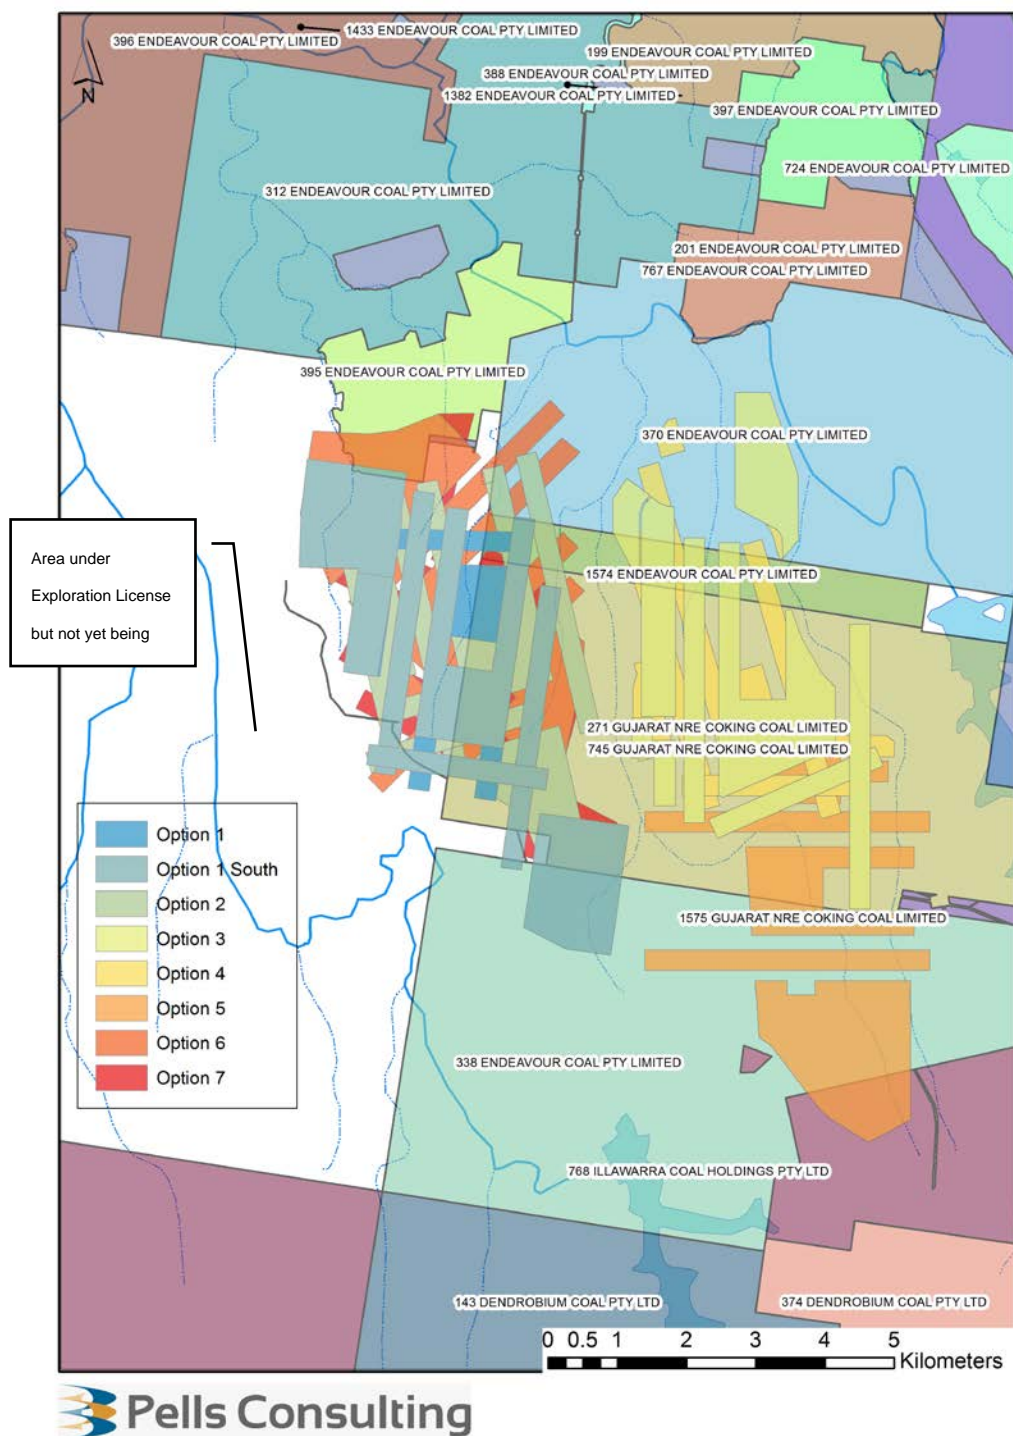 1433 ENDEAVOUR COAL PTY LIMITED
396 ENDEAVOUR COAL PTY LIMITED
199 ENDEAVOUR COAL PTY LIMITED
388 ENDEAVOUR COAL PTY LIMITED
1382 ENDEAVOUR COAL PTY LIMITED
397 ENDEAVOUR COAL PTY LIMITED
N
724 ENDEAVOUR COAL PTY LIMITED
312 ENDEAVOUR COAL PTY LIMITED
201 ENDEAVOUR COAL PTY LIMITED
767 ENDEAVOUR COAL PTY LIMITED
395 ENDEAVOUR COAL PTY LIMITED
370 ENDEAVOUR COAL PTY LIMITED
Area under
Exploration License
but not yet being
1574 ENDEAVOUR COAL PTY LIMITED
271 GUJARAT NRE COKING COAL LIMITED
745 GUJARAT NRE COKING COAL LIMITED
Option 1
Option 1 South
Option 2
Option 3
Option 4
Option 5
Option 6
Option 7
1575 GUJARAT NRE COKING COAL LIMITED
338 ENDEAVOUR COAL PTY LIMITED
768 ILLAWARRA COAL HOLDINGS PTY LTD
143 DENDROBIUM COAL PTY LTD
374 DENDROBIUM COAL PTY LTD
0 0.5 1 2 3 4 5
Kilometers
Pells Consulting